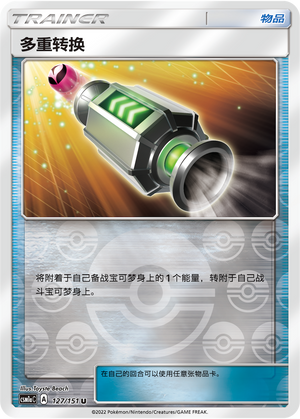 TRAINER
物品
多重转换
将附着于自己备战宝可梦身上的1个能量，转附于自己战
斗宝可梦身上。
Illus. Toyste Beach
csm1aC A 127/151 U
在自己的回合可以使用任意张物品卡。
©2022 Pokémon/Nintendo/Creatures/GAME FREAK.